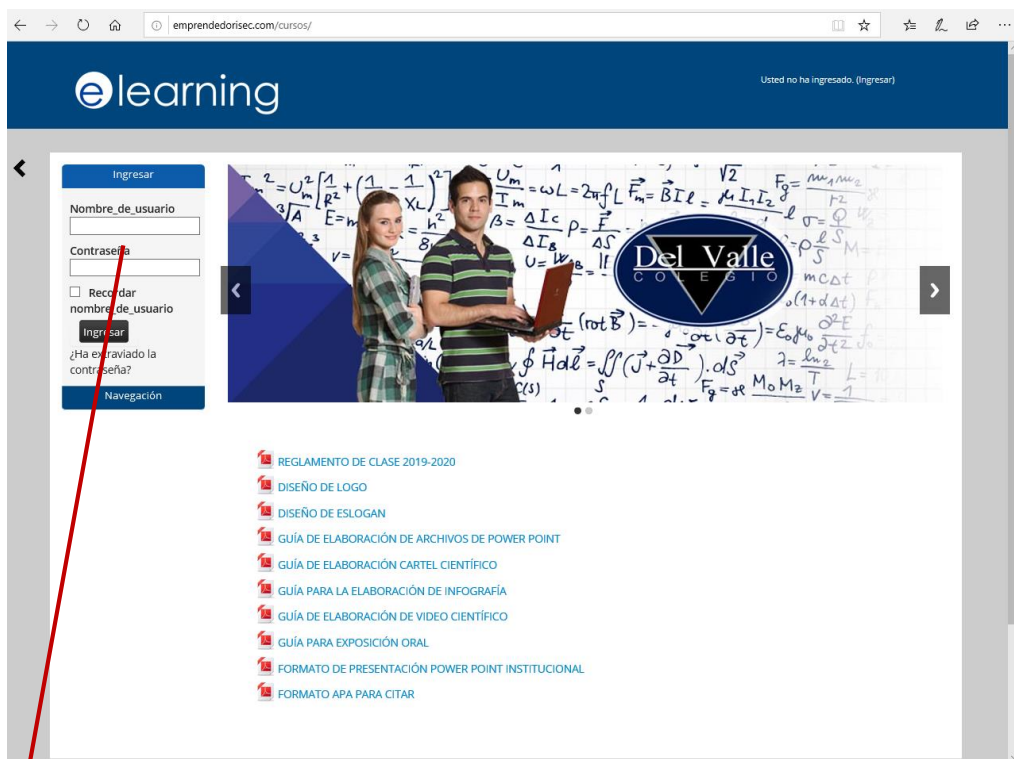 emprendedorisec.com/cursos/
elearning
Usted no ha ingresado. (Ingresar)
Ingresar
Nombre_de_usuario
Contraseña
Recordar
nombre_de_usuario
Ingresar
¿Ha extraviado la
contraseña?
Navegación
Del Valle
COLEGIO
REGLAMENTO DE CLASE 2019-2020
DISEÑO DE LOGO
DISEÑO DE ESLOGAN
GUÍA DE ELABORACIÓN DE ARCHIVOS DE POWER POINT
GUÍA DE ELABORACIÓN CARTEL CIENTÍFICO
GUÍA PARA LA ELABORACIÓN DE INFOGRAFÍA
GUÍA DE ELABORACIÓN DE VIDEO CIENTÍFICO
GUÍA PARA EXPOSICIÓN ORAL
FORMATO DE PRESENTACIÓN POWER POINT INSTITUCIONAL
FORMATO APA PARA CITAR